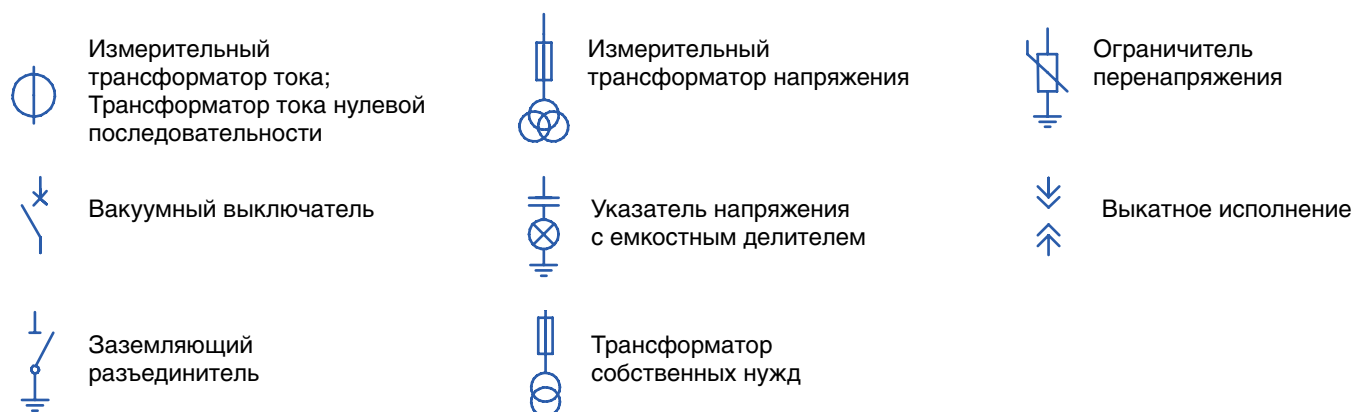 Измерительный
трансформатор тока;
Трансформатор тока нулевой
последовательности
Измерительный
трансформатор напряжения
Ограничитель
перенапряжения
Вакуумный выключатель
Указатель напряжения
с емкостным делителем
Выкатное исполнение
Заземляющий
разъединитель
Трансформатор
собственных нужд